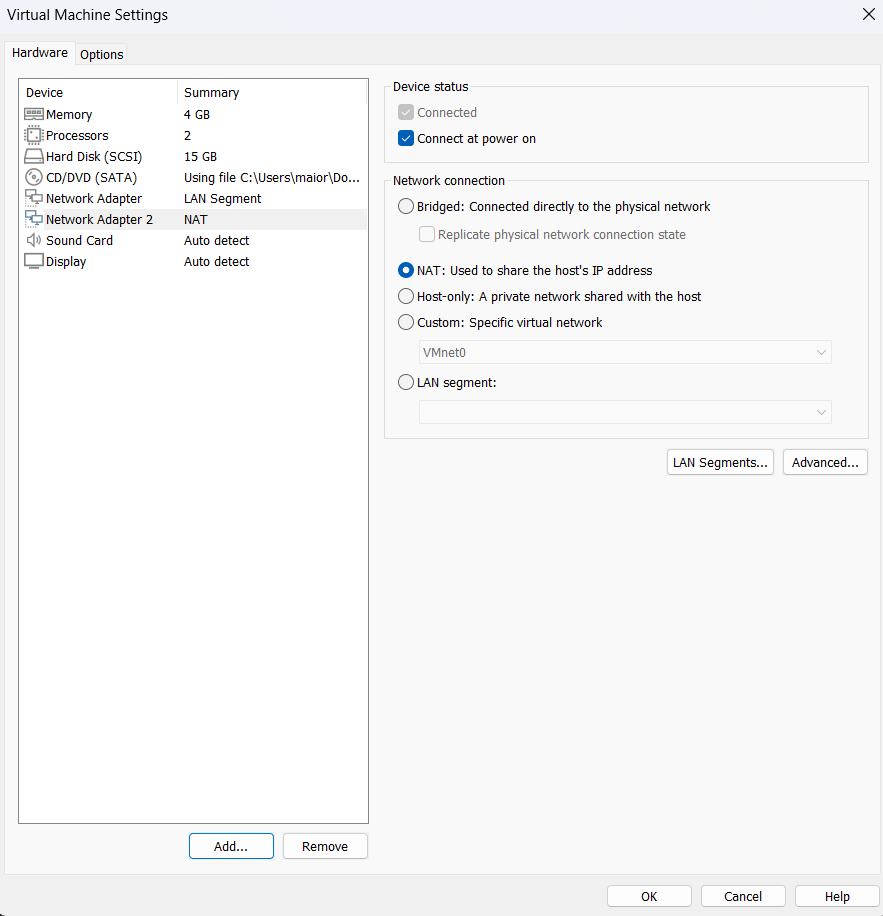 Virtual Machine Settings
Hardware
Options
Device Summary
Memory 4 GB
Processors 2
Hard Disk (SCSI) 15 GB
CD/DVD (SATA) Using file C:\Users\maior\Do...
Network Adapter LAN Segment
Network Adapter 2 NAT
Sound Card Auto detect
Display Auto detect
Add...
Remove
Device status
Connected
Connect at power on
Network connection
Bridged: Connected directly to the physical network
Replicate physical network connection state
NAT: Used to share the host's IP address
Host-only: A private network shared with the host
Custom: Specific virtual network
VMnet0
LAN segment:
LAN Segments...
Advanced...
OK
Cancel
Help